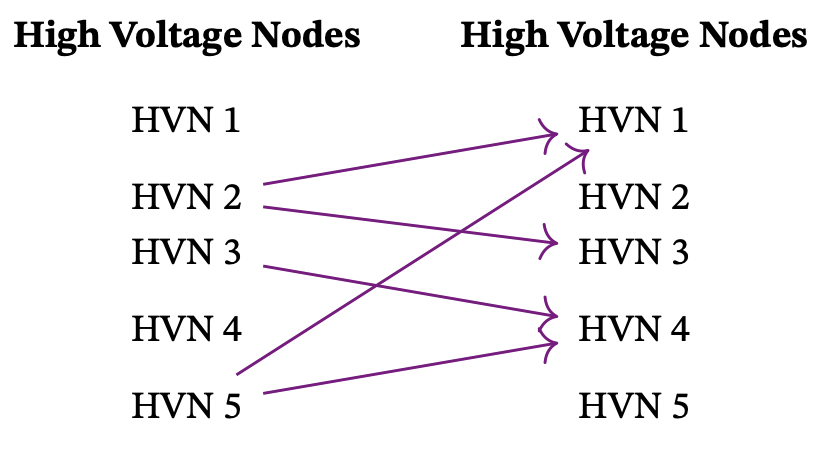 High Voltage Nodes High Voltage Nodes
HVN 1 HVN 1
HVN 2 HVN 2
HVN 3 HVN 3
HVN 4 HVN 4
HVN 5 HVN 5